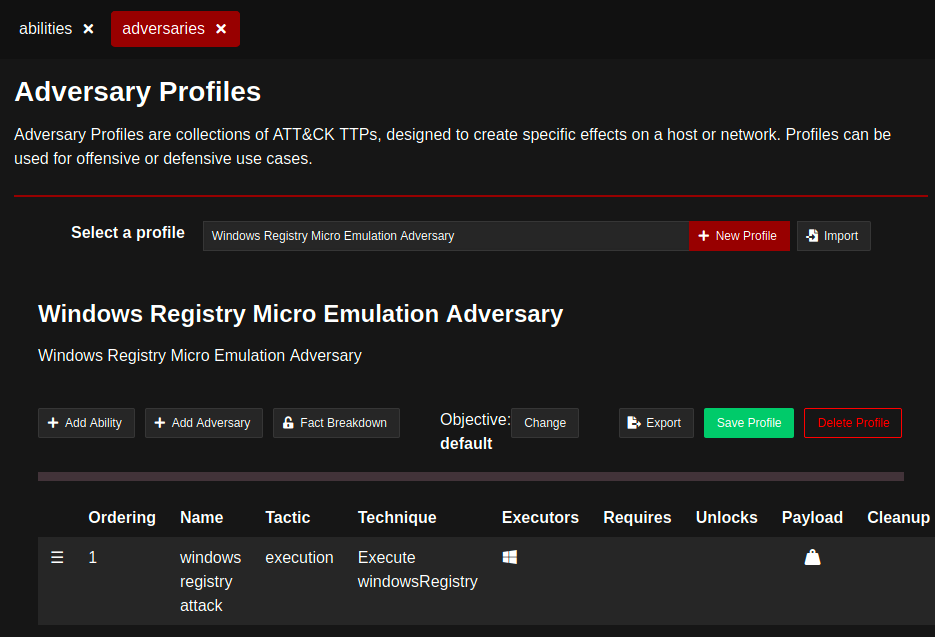 abilities ×
adversaries ×
Adversary Profiles
Adversary Profiles are collections of ATT&CK TTPs, designed to create specific effects on a host or network. Profiles can be
used for offensive or defensive use cases.
Select a profile
Windows Registry Micro Emulation Adversary
+ New Profile
Import
Windows Registry Micro Emulation Adversary
Windows Registry Micro Emulation Adversary
+ Add Ability
+ Add Adversary
Fact Breakdown
Objective:
default
Change
Export
Save Profile
Delete Profile
Ordering Name Tactic Technique Executors Requires Unlocks Payload Cleanup
1 windows execution Execute
registry windowsRegistry
attack